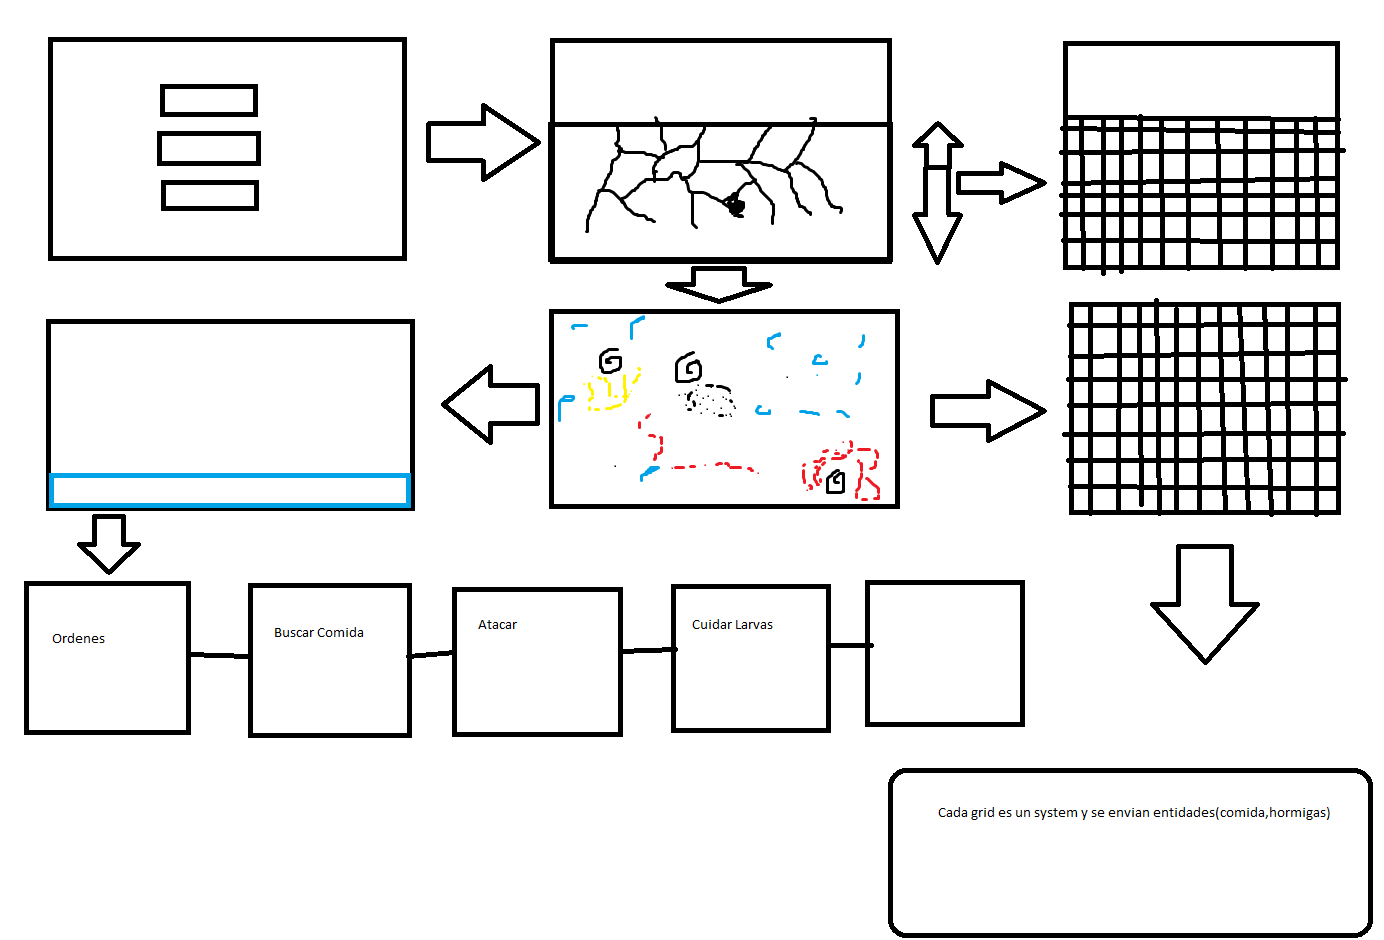 Ordenes
Buscar Comida
Atacar
Cuidar Larvas
Cada grid es un system y se envian entidades(comida,hormigas)